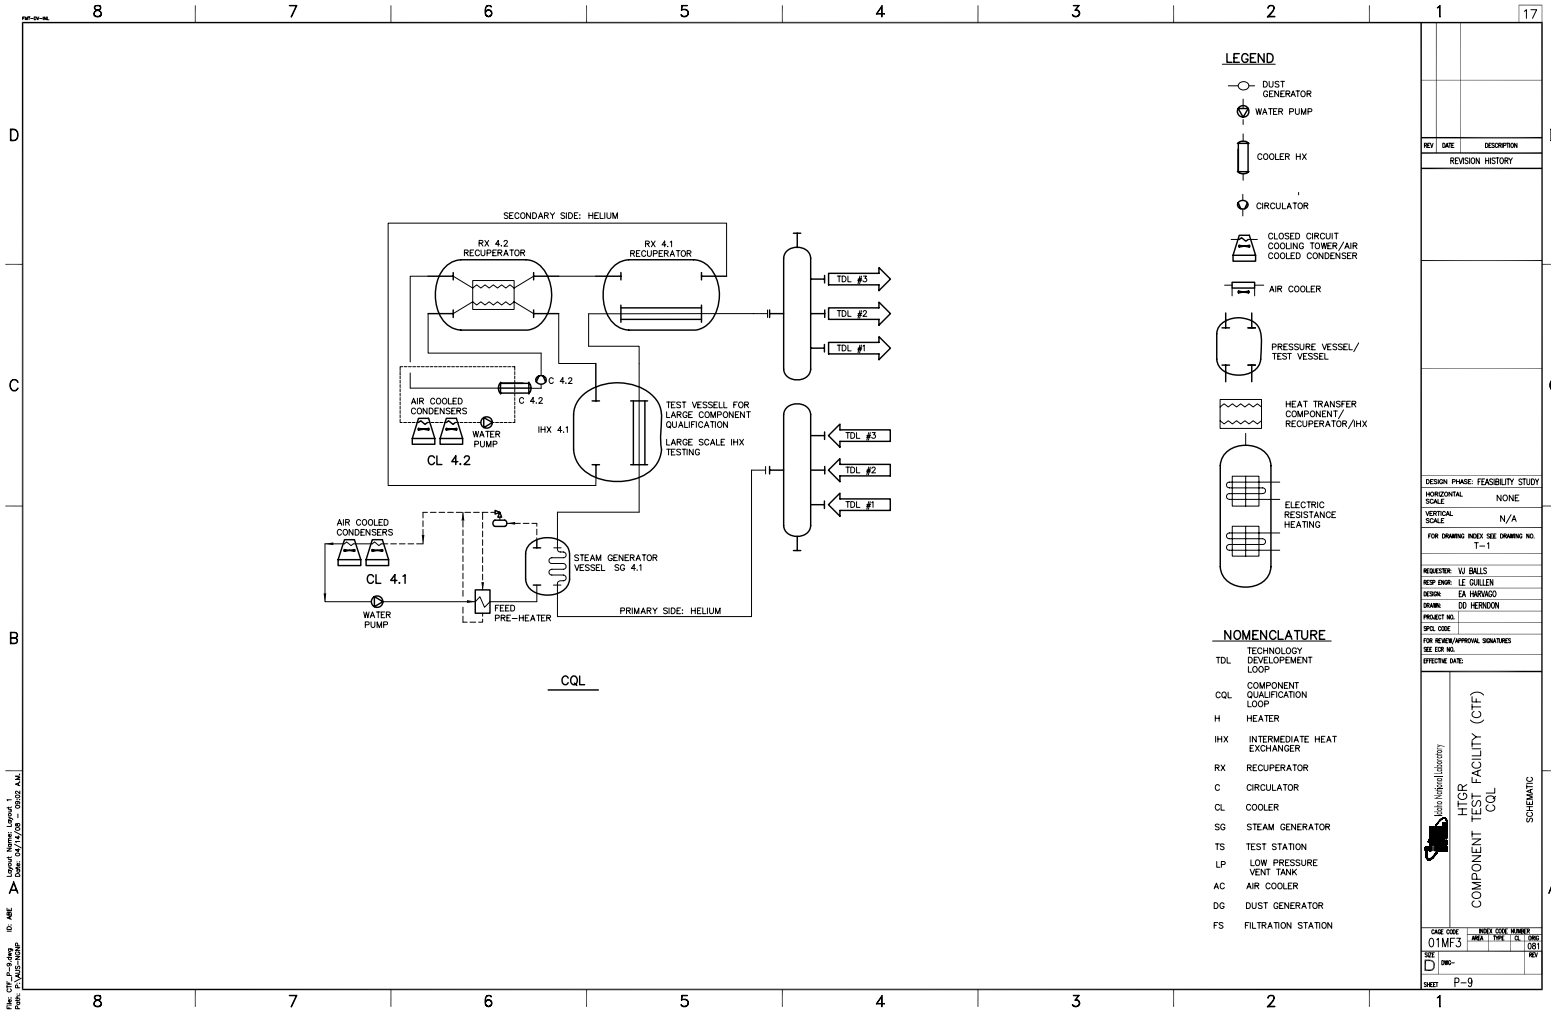 8 7 6 5 4 3 2 1
17
D
C
B
A
LEGEND
DUST
GENERATOR
WATER PUMP
COOLER HX
CIRCULATOR
CLOSED CIRCUIT
COOLING TOWER/AIR
COOLED CONDENSER
AIR COOLER
PRESSURE VESSEL/
TEST VESSEL
HEAT TRANSFER
COMPONENT/
RECUPERATOR/IHX
ELECTRIC
RESISTANCE
HEATING
SECONDARY SIDE: HELIUM
RX 4.2
RECUPERATOR
RX 4.1
RECUPERATOR
TDL #3
TDL #2
TDL #1
C 4.2
C 4.2
AIR COOLED
CONDENSERS
WATER
PUMP
CL 4.2
IHX 4.1
TEST VESSELL FOR
LARGE COMPONENT
QUALIFICATION
LARGE SCALE IHX
TESTING
TDL #3
TDL #2
TDL #1
AIR COOLED
CONDENSERS
CL 4.1
WATER
PUMP
FEED
PRE-HEATER
STEAM GENERATOR
VESSEL SG 4.1
PRIMARY SIDE: HELIUM
CQL
NOMENCLATURE
TDL TECHNOLOGY
DEVELOPEMENT
LOOP
CQL COMPONENT
QUALIFICATION
LOOP
H HEATER
IHX INTERMEDIATE HEAT
EXCHANGER
RX RECUPERATOR
C CIRCULATOR
CL COOLER
SG STEAM GENERATOR
TS TEST STATION
LP LOW PRESSURE
VENT TANK
AC AIR COOLER
DG DUST GENERATOR
FS FILTRATION STATION
REV DATE DESCRIPTION
REVISION HISTORY
DESIGN PHASE: FEASIBILITY STUDY
HORIZONTAL
SCALE NONE
VERTICAL
SCALE N/A
FOR DRAWING INDEX SEE DRAWING NO.
T-1
REQUESTER: VJ BALLS
RESP ENGR: LE GUILLEN
DESIGN: EA HARVAGO
DRAWN: DD HERNDON
PROJECT NO.
SPCL CODE
FOR REVIEW/APPROVAL SIGNATURES
SEE ECR NO.
EFFECTIVE DATE:
Idaho National Laboratory
HTGR
COMPONENT TEST FACILITY (CTF)
CQL
SCHEMATIC
CAGE CODE
01MF3
INDEX CODE NUMBER
AREA TYPE CL ORIG
081
SIZE
D
DWG-
REV
SHEET P-9
Layout Name: Layout 1
Date: 04/14/08 - 09:02 A.M.
ID: ABE
File: CTF_P-9.dwg
Path: P:\AUS-NGNP
8 7 6 5 4 3 2 1